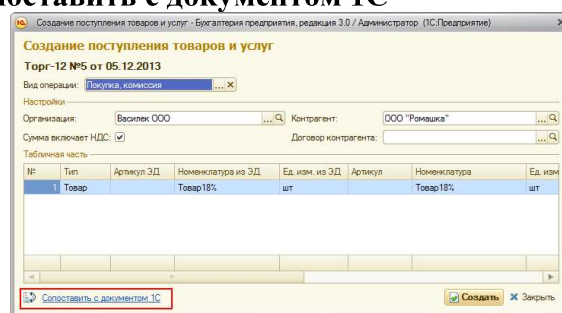 поставить с документом 1С
Создание поступления товаров и услуг - Бухгалтерия предприятия, редакция 3.0 / Администратор (1С:Предприятие)
Создание поступления товаров и услуг
Торг-12 №5 от 05.12.2013
Вид операции: Покупка, комиссия ... ×
Настройки
Организация: Василек ООО ... Контрагент: ООО "Ромашка" ...
Сумма включает НДС: Договор контрагента: ...
Табличная часть
№ Тип Артикул ЭД Номенклатура из ЭД Ед. изм. из ЭД Артикул Номенклатура Ед. изм
1 Товар Товар18% шт Товар18% шт
Сопоставить с документом 1С Создать Закрыть